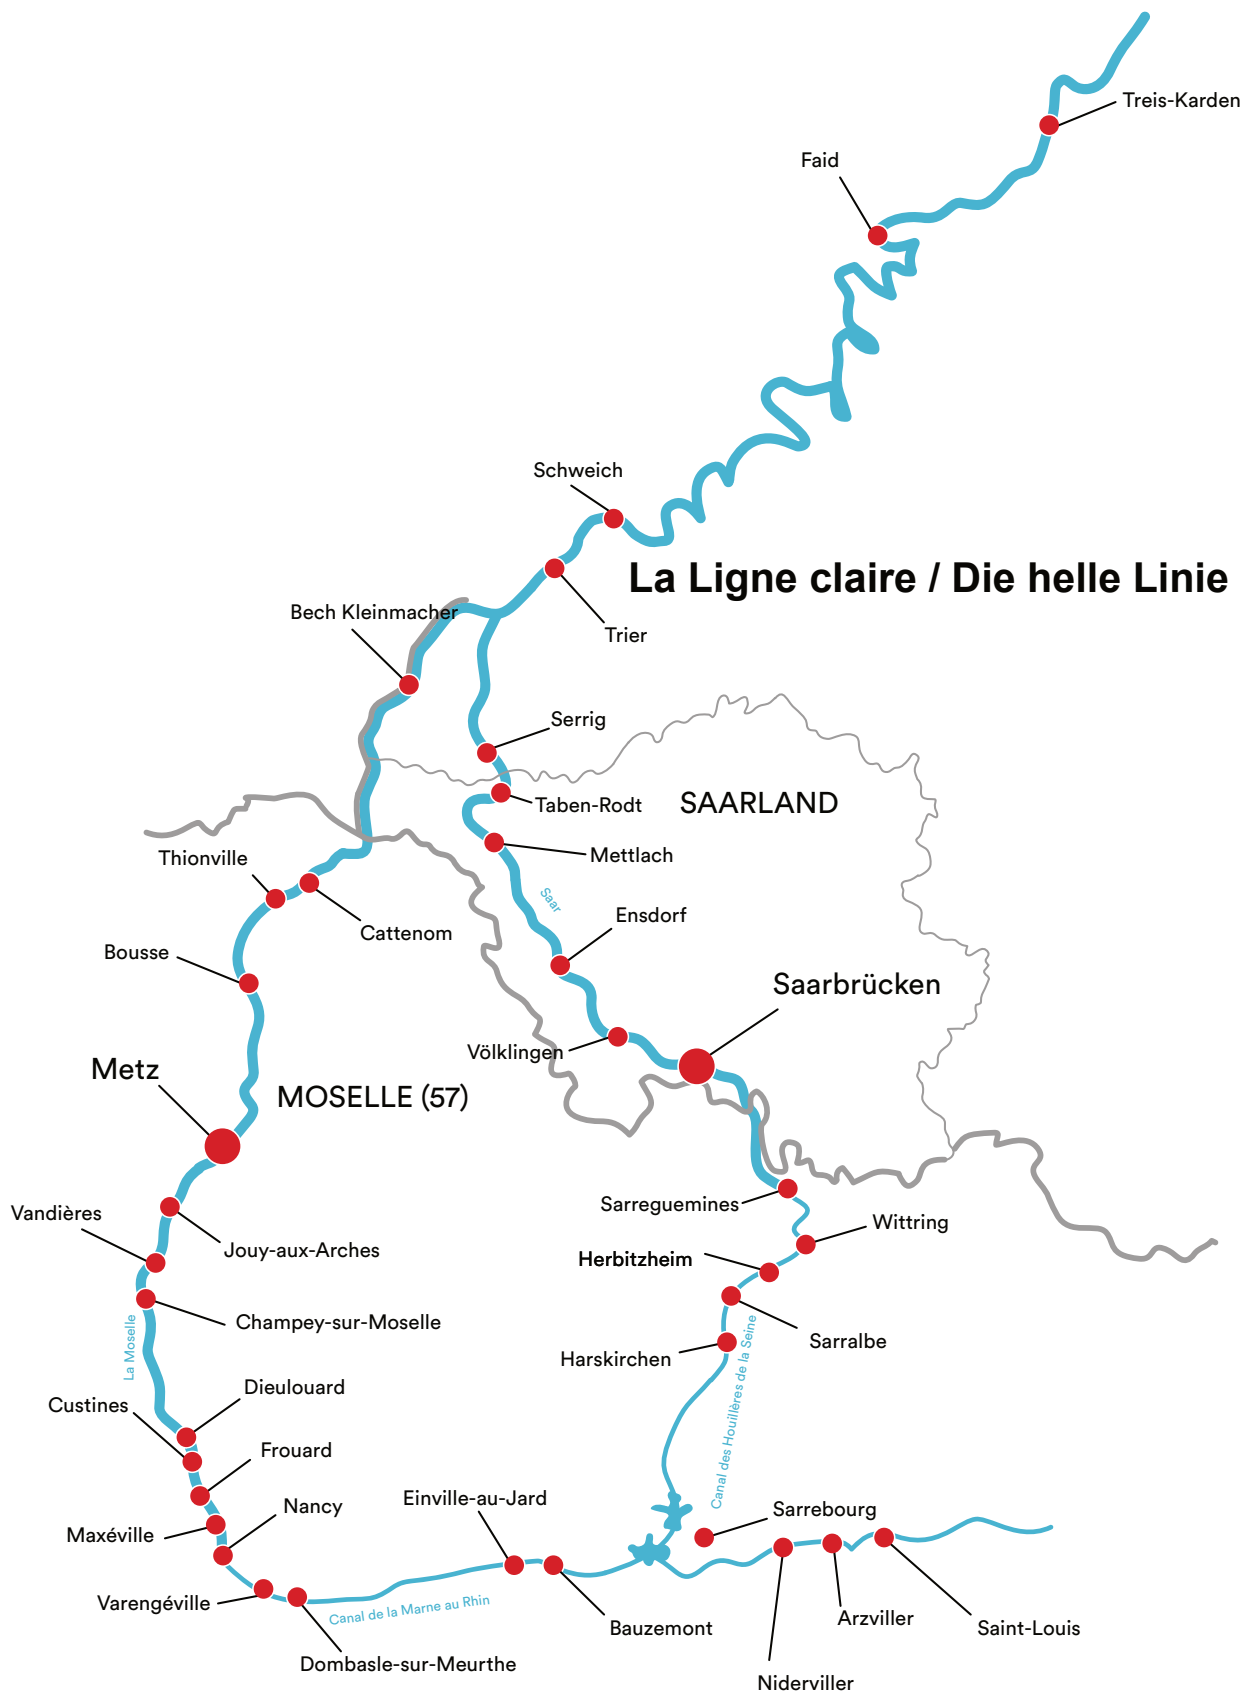 Treis-Karden
Faid
Schweich
La Ligne claire / Die helle Linie
Bech Kleinmacher
Trier
Serrig
Taben-Rodt
SAARLAND
Mettlach
Thionville
Saar
Ensdorf
Cattenom
Bousse
Saarbrücken
Völklingen
Metz
MOSELLE (57)
Sarreguemines
Vandières
Wittring
Jouy-aux-Arches
Herbitzheim
Champey-sur-Moselle
Sarralbe
La Moselle
Harskirchen
Canal des Houillères de la Seine
Dieulouard
Custines
Frouard
Einville-au-Jard
Nancy
Sarrebourg
Maxéville
Varengéville
Canal de la Marne au Rhin
Arzviller
Bauzemont
Saint-Louis
Dombasle-sur-Meurthe
Niderviller